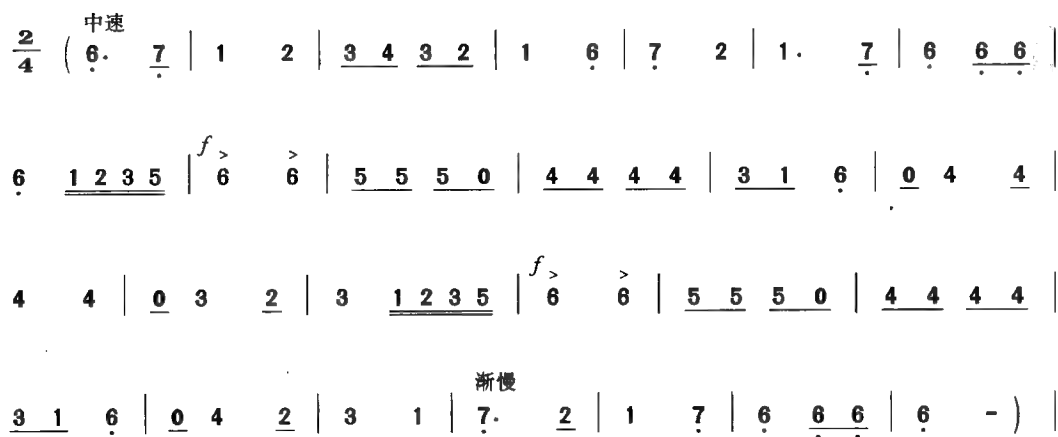 中速
2/4 ( 6̣. 7̣ | 1 2 | 3 4 3 2 | 1 6̣ | 7̣ 2 | 1. 7̣ | 6̣ 6̣ 6̣ |
6̣ 1 2 3 5 | f > 6 > 6 | 5 5 5 0 | 4 4 4 4 | 3 1 6̣ | 0 4 4 |
4 4 | 0 3 2 | 3 1 2 3 5 | f > 6 > 6 | 5 5 5 0 | 4 4 4 4 |
渐慢
3 1 6̣ | 0 4 2 | 3 1 | 7̣. 2 | 1 7̣ | 6̣ 6̣ 6̣ | 6̣ - ) |